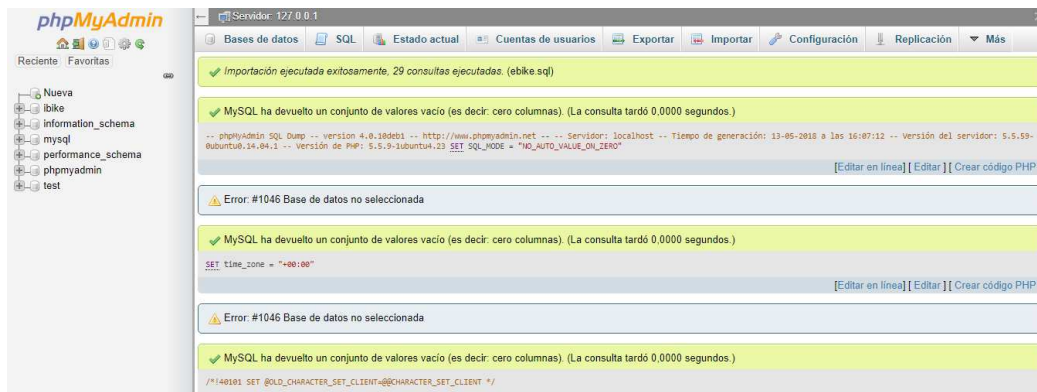 phpMyAdmin
Reciente Favoritas
Nueva
ibike
information_schema
mysql
performance_schema
phpmyadmin
test
Servidor: 127.0.0.1
Bases de datos SQL Estado actual Cuentas de usuarios Exportar Importar Configuración Replicación Más
Importación ejecutada exitosamente, 29 consultas ejecutadas. (ebike.sql)
MySQL ha devuelto un conjunto de valores vacío (es decir: cero columnas). (La consulta tardó 0,0000 segundos.)
-- phpMyAdmin SQL Dump -- version 4.0.10deb1 -- http://www.phpmyadmin.net -- -- Servidor: localhost -- Tiempo de generación: 13-05-2018 a las 16:07:12 -- Versión del servidor: 5.5.59-
0ubuntu0.14.04.1 -- Versión de PHP: 5.5.9-1ubuntu4.23 SET SQL_MODE = "NO_AUTO_VALUE_ON_ZERO"
[Editar en línea] [ Editar ] [ Crear código PHP
Error: #1046 Base de datos no seleccionada
MySQL ha devuelto un conjunto de valores vacío (es decir: cero columnas). (La consulta tardó 0,0000 segundos.)
SET time_zone = "+00:00"
[Editar en línea] [ Editar ] [ Crear código PHP
Error: #1046 Base de datos no seleccionada
MySQL ha devuelto un conjunto de valores vacío (es decir: cero columnas). (La consulta tardó 0,0000 segundos.)
/*!40101 SET @OLD_CHARACTER_SET_CLIENT=@@CHARACTER_SET_CLIENT */